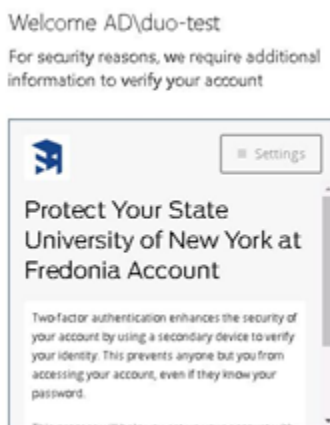 Welcome AD\duo-test
For security reasons, we require additional
information to verify your account
Settings
Protect Your State
University of New York at
Fredonia Account
Two-factor authentication enhances the security of
your account by using a secondary device to verify
your identity. This prevents anyone but you from
accessing your account, even if they know your
password.